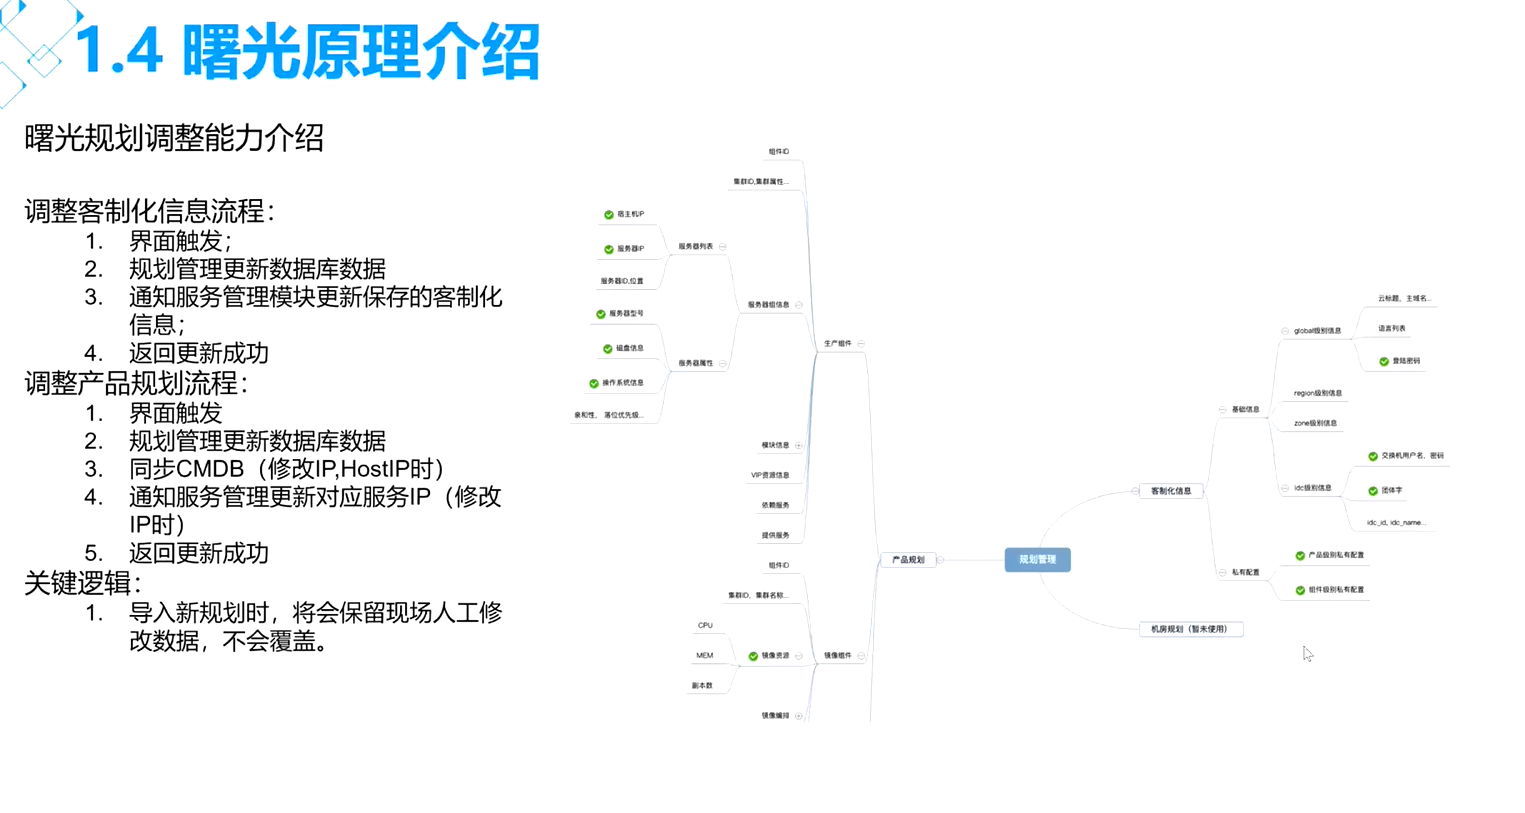 1.4 曙光原理介绍
曙光规划调整能力介绍
调整客制化信息流程：
1. 界面触发；
2. 规划管理更新数据库数据
3. 通知服务管理模块更新保存的客制化
信息；
4. 返回更新成功
调整产品规划流程：
1. 界面触发
2. 规划管理更新数据库数据
3. 同步CMDB（修改IP,HostIP时）
4. 通知服务管理更新对应服务IP（修改
IP时）
5. 返回更新成功
关键逻辑：
1. 导入新规划时，将会保留现场人工修
改数据，不会覆盖。
组件ID
集群ID,集群属性...
宿主机IP
服务器IP
服务器ID,位置
服务器列表
服务器型号
磁盘信息
操作系统信息
亲和性， 落位优先级...
服务器属性
服务器组信息
模块信息
VIP资源信息
依赖服务
提供服务
生产组件
组件ID
集群ID，集群名称...
CPU
MEM
副本数
镜像资源
镜像编排
镜像组件
产品规划
规划管理
客制化信息
基础信息
global级别信息
云标题，主域名...
语言列表
登陆密码
region级别信息
zone级别信息
idc级别信息
交换机用户名，密码
团体字
idc_id, idc_name...
私有配置
产品级别私有配置
组件级别私有配置
机房规划（暂未使用）